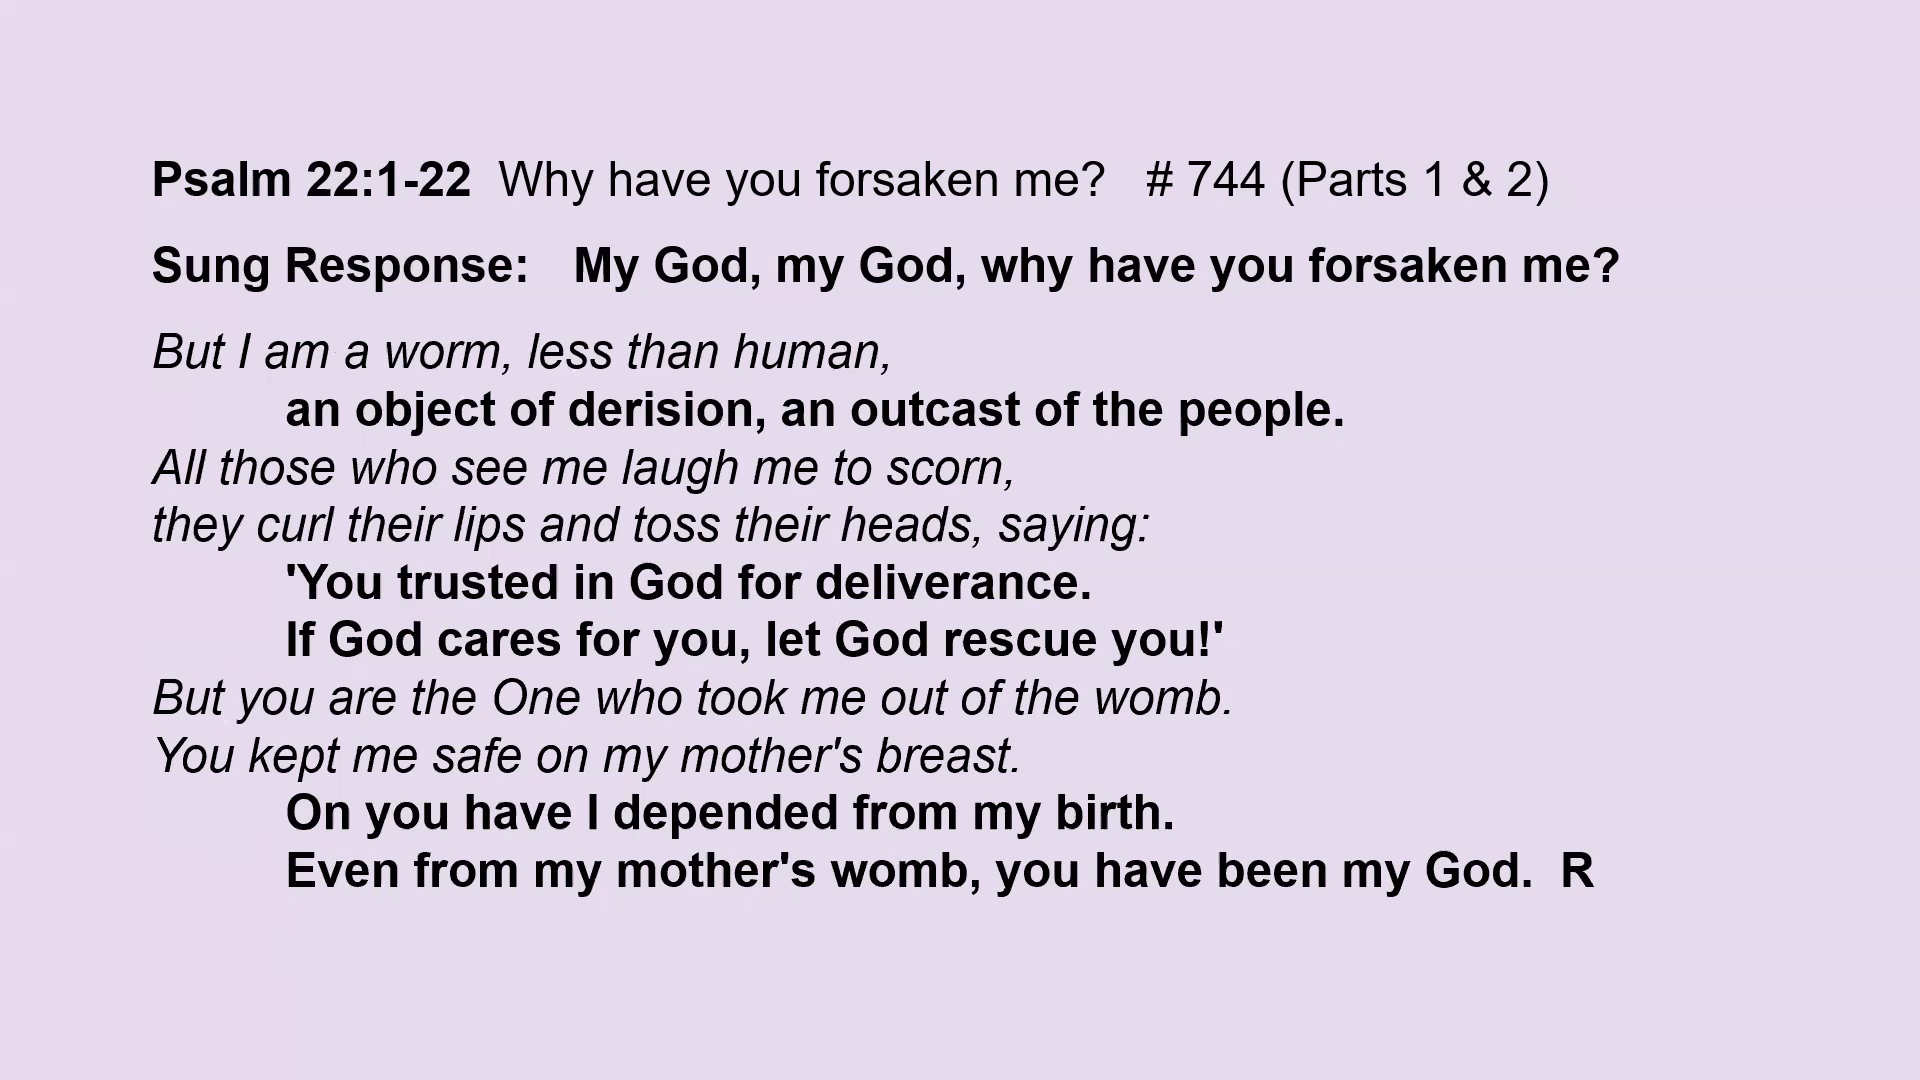 Psalm 22:1-22 Why have you forsaken me? # 744 (Parts 1 & 2)
Sung Response: My God, my God, why have you forsaken me?
But I am a worm, less than human,
an object of derision, an outcast of the people.
All those who see me laugh me to scorn,
they curl their lips and toss their heads, saying:
'You trusted in God for deliverance.
If God cares for you, let God rescue you!'
But you are the One who took me out of the womb.
You kept me safe on my mother's breast.
On you have I depended from my birth.
Even from my mother's womb, you have been my God. R